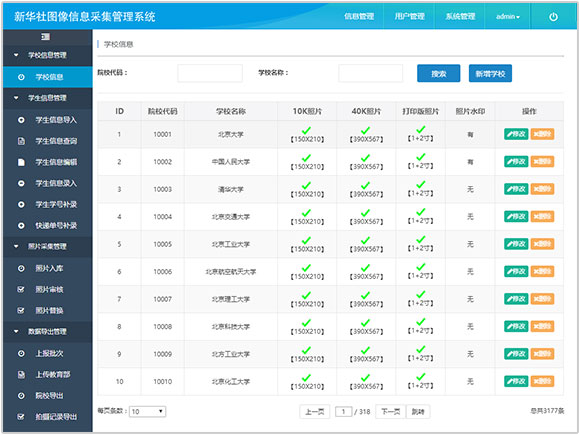 新华社图像信息采集管理系统 信息管理 用户管理 系统管理 admin
学校信息管理
学校信息
学生信息管理
学生信息导入
学生信息查询
学生信息编辑
学生信息录入
学生学号补录
快递单号补录
照片采集管理
照片入库
照片审核
照片替换
数据导出管理
上报批次
上传教育部
院校导出
拍摄记录导出
学校信息
院校代码： 学校名称： 搜索 新增学校
ID 院校代码 学校名称 10K照片 40K照片 打印版照片 照片水印 操作
1 10001 北京大学 【150X210】 【390X567】 【1+2寸】 有 修改 删除
2 10002 中国人民大学 【150X210】 【390X567】 【1+2寸】 有 修改 删除
3 10003 清华大学 【150X210】 【390X567】 【1+2寸】 无 修改 删除
4 10004 北京交通大学 【150X210】 【390X567】 【1+2寸】 无 修改 删除
5 10005 北京工业大学 【150X210】 【390X567】 【1+2寸】 无 修改 删除
6 10006 北京航空航天大学 【150X210】 【390X567】 【1+2寸】 无 修改 删除
7 10007 北京理工大学 【150X210】 【390X567】 【1+2寸】 无 修改 删除
8 10008 北京科技大学 【150X210】 【390X567】 【1+2寸】 无 修改 删除
9 10009 北方工业大学 【150X210】 【390X567】 【1+2寸】 无 修改 删除
10 10010 北京化工大学 【150X210】 【390X567】 【1+2寸】 无 修改 删除
每页条数： 10 上一页 1 / 318 下一页 跳转 总共3177条